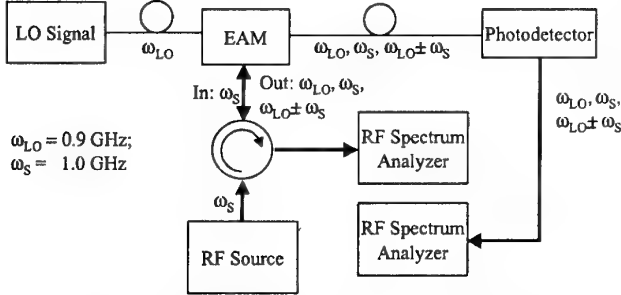 LO Signal
ω_LO
EAM
ω_LO, ω_S, ω_LO ± ω_S
Photodetector
In: ω_S
Out: ω_LO, ω_S,
ω_LO ± ω_S
ω_LO, ω_S,
ω_LO ± ω_S
ω_LO = 0.9 GHz;
ω_S = 1.0 GHz
RF Spectrum
Analyzer
ω_S
RF Source
RF Spectrum
Analyzer